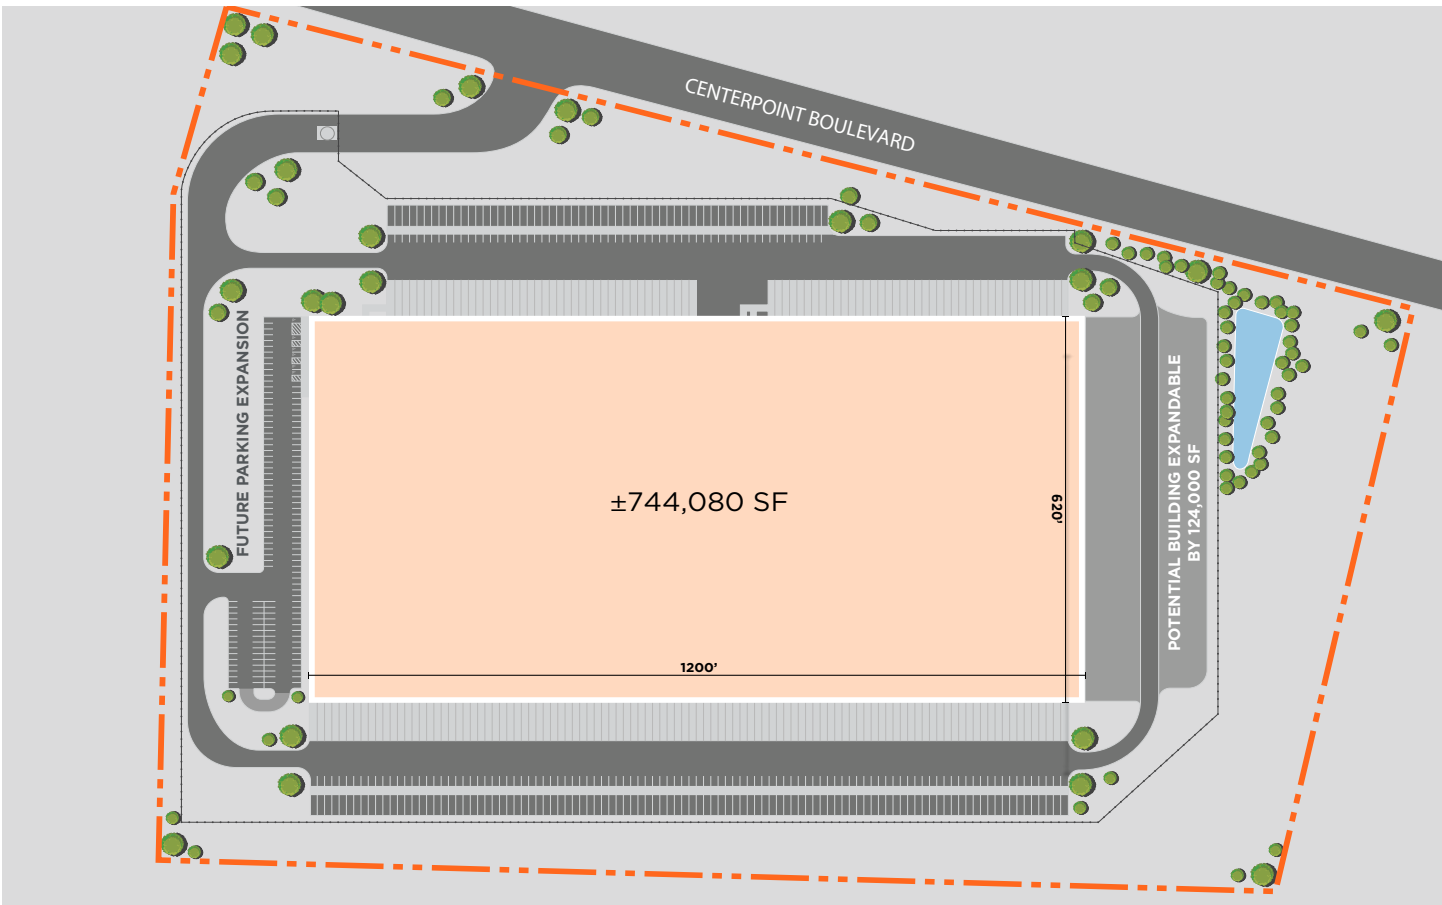 CENTERPOINT BOULEVARD
FUTURE PARKING EXPANSION
±744,080 SF
620'
1200'
POTENTIAL BUILDING EXPANDABLE
BY 124,000 SF